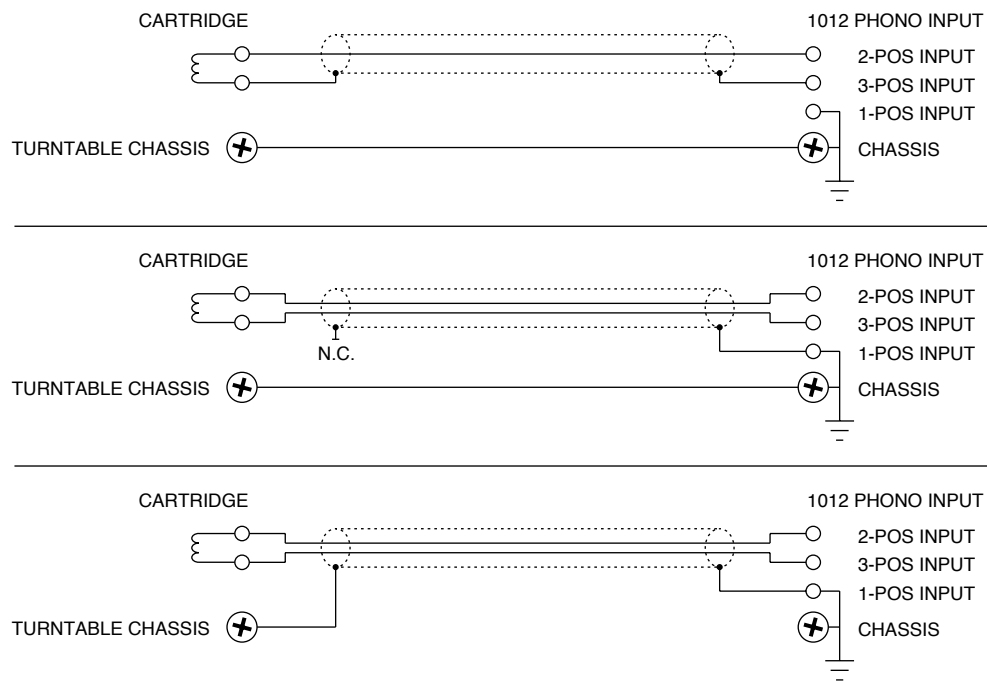 CARTRIDGE
1012 PHONO INPUT
2-POS INPUT
3-POS INPUT
1-POS INPUT
TURNTABLE CHASSIS
CHASSIS
CARTRIDGE
1012 PHONO INPUT
2-POS INPUT
3-POS INPUT
N.C.
1-POS INPUT
TURNTABLE CHASSIS
CHASSIS
CARTRIDGE
1012 PHONO INPUT
2-POS INPUT
3-POS INPUT
1-POS INPUT
TURNTABLE CHASSIS
CHASSIS